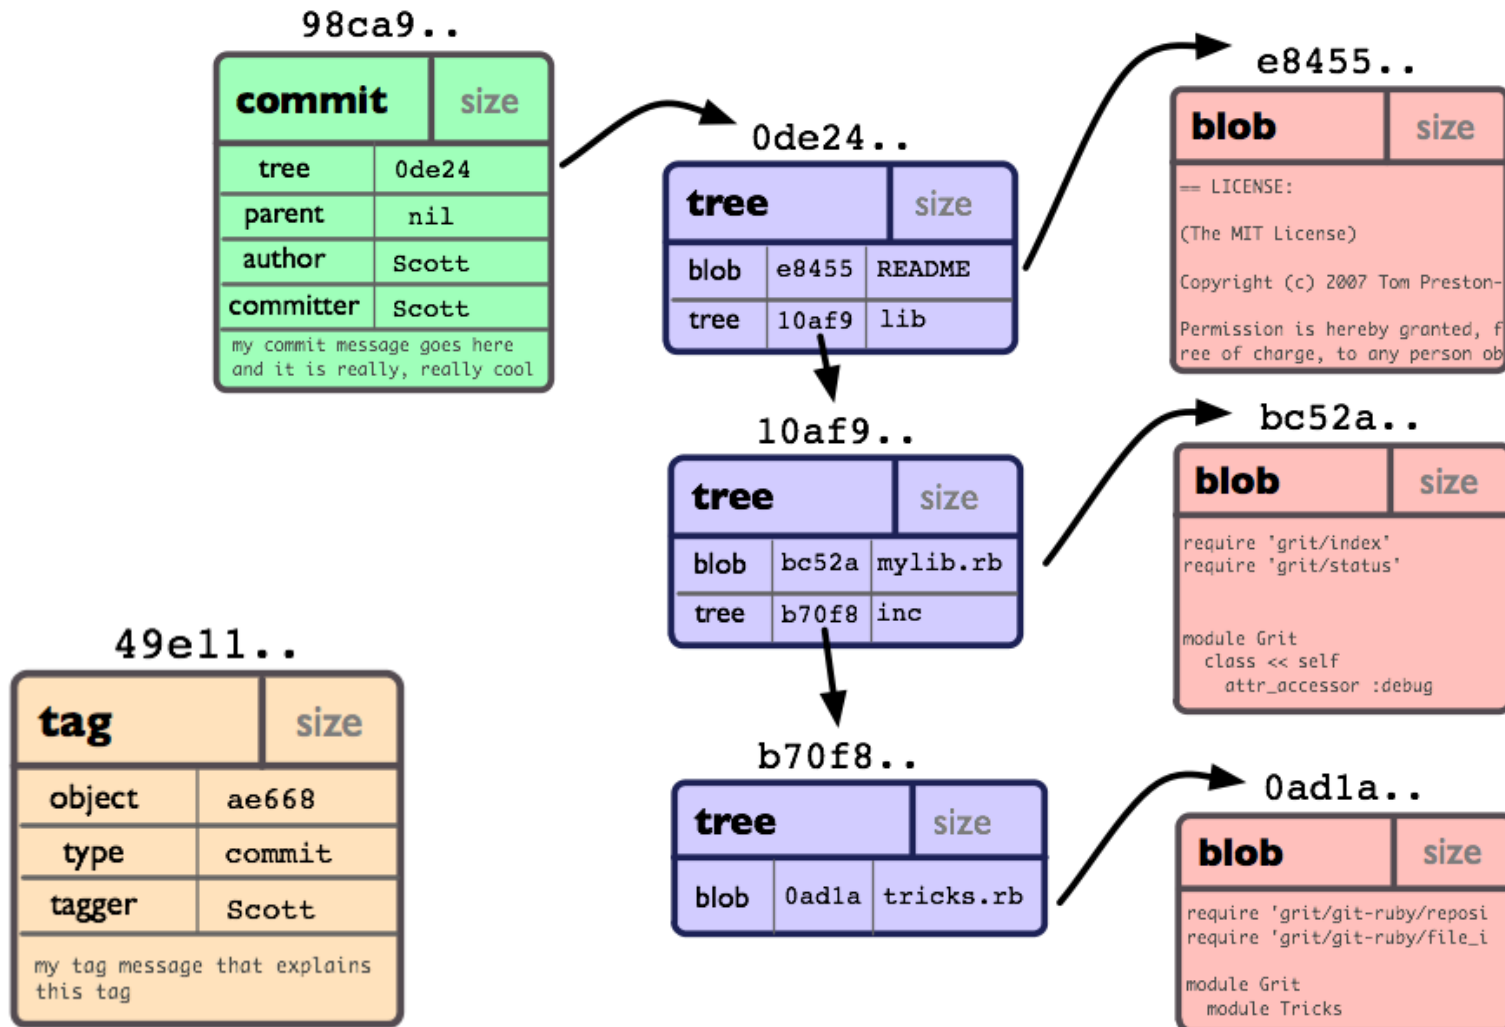 98ca9..
commit size
tree 0de24
parent nil
author Scott
committer Scott
my commit message goes here
and it is really, really cool
0de24..
tree size
blob e8455 README
tree 10af9 lib
e8455..
blob size
== LICENSE:
(The MIT License)
Copyright (c) 2007 Tom Preston-
Permission is hereby granted, f
ree of charge, to any person ob
10af9..
tree size
blob bc52a mylib.rb
tree b70f8 inc
bc52a..
blob size
require 'grit/index'
require 'grit/status'
module Grit
class << self
attr_accessor :debug
49e11..
tag size
object ae668
type commit
tagger Scott
my tag message that explains
this tag
b70f8..
tree size
blob 0ad1a tricks.rb
0ad1a..
blob size
require 'grit/git-ruby/reposi
require 'grit/git-ruby/file_i
module Grit
module Tricks